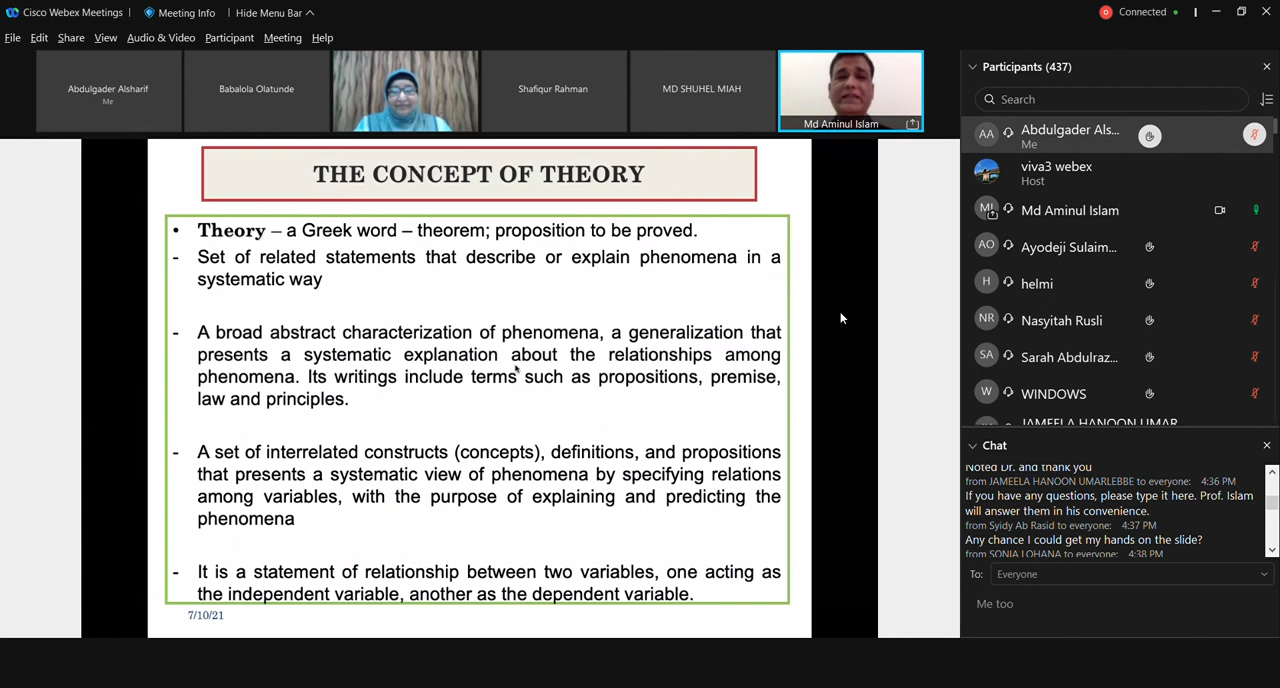 Cisco Webex Meetings | Meeting Info | Hide Menu Bar
Connected
File Edit Share View Audio & Video Participant Meeting Help
Abdulgader Alsharif
Me
Babalola Olatunde
Shafiqur Rahman
MD SHUHEL MIAH
Md Aminul Islam
THE CONCEPT OF THEORY
• Theory – a Greek word – theorem; proposition to be proved.
- Set of related statements that describe or explain phenomena in a
systematic way
- A broad abstract characterization of phenomena, a generalization that
presents a systematic explanation about the relationships among
phenomena. Its writings include terms such as propositions, premise,
law and principles.
- A set of interrelated constructs (concepts), definitions, and propositions
that presents a systematic view of phenomena by specifying relations
among variables, with the purpose of explaining and predicting the
phenomena
- It is a statement of relationship between two variables, one acting as
the independent variable, another as the dependent variable.
7/10/21
Participants (437)
Search
AA Abdulgader Als...
Me
viva3 webex
Host
MI Md Aminul Islam
AO Ayodeji Sulaim...
H helmi
NR Nasyitah Rusli
SA Sarah Abdulraz...
W WINDOWS
JAMEELA HANOON UMAR
Chat
Noted Dr. and thank you
from JAMEELA HANOON UMARLEBBE to everyone: 4:36 PM
If you have any questions, please type it here. Prof. Islam
will answer them in his convenience.
from Syidy Ab Rasid to everyone: 4:37 PM
Any chance I could get my hands on the slide?
from SONIA LOHANA to everyone: 4:38 PM
To: Everyone
Me too